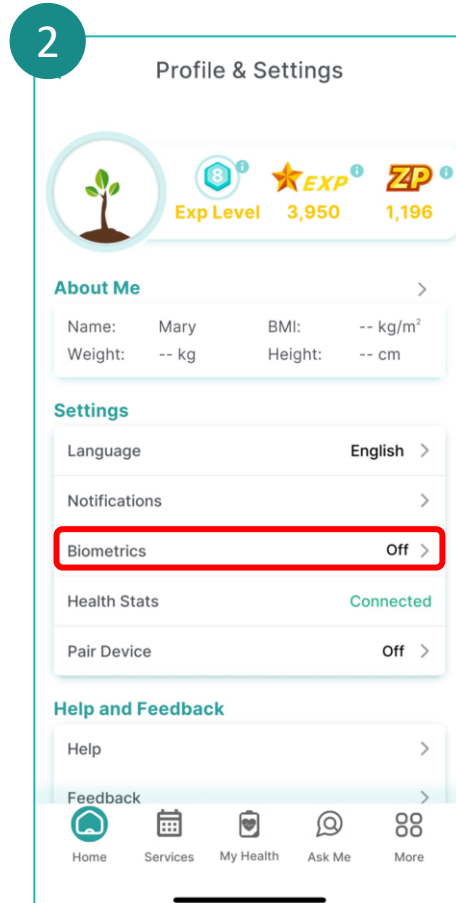 2
Profile & Settings
8
EXP
ZP
Exp Level 3,950 1,196
About Me
Name: Mary BMI: -- kg/m²
Weight: -- kg Height: -- cm
Settings
Language English
Notifications
Biometrics Off
Health Stats Connected
Pair Device Off
Help and Feedback
Help
Feedback
Home Services My Health Ask Me More